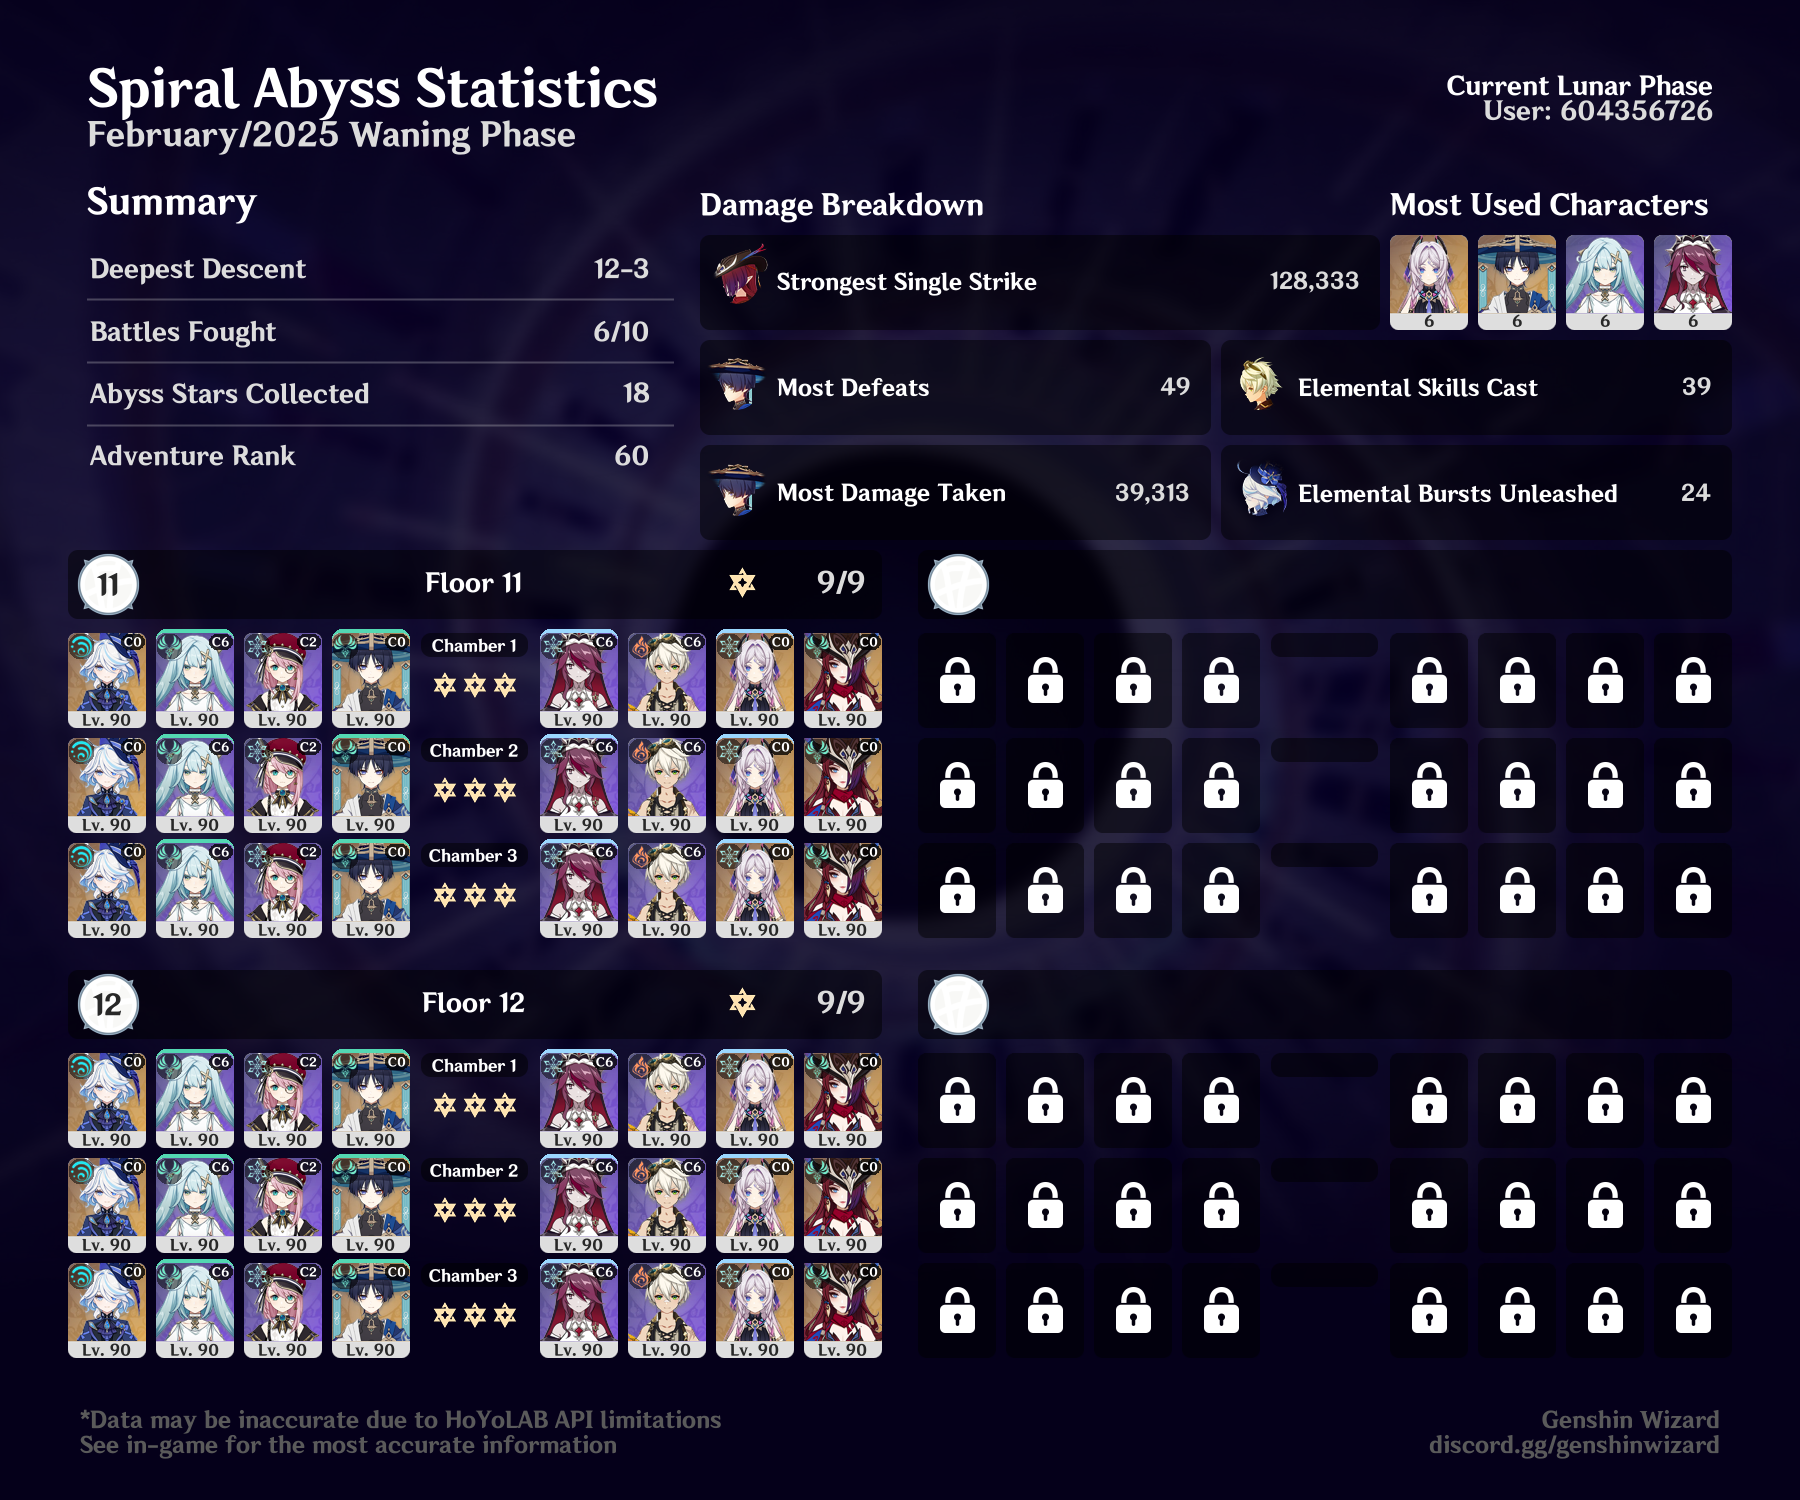 Spiral Abyss Statistics
February/2025 Waning Phase
Current Lunar Phase
User: 604356726
Summary
Deepest Descent 12-3
Battles Fought 6/10
Abyss Stars Collected 18
Adventure Rank 60
Damage Breakdown
Strongest Single Strike 128,333
Most Defeats 49
Elemental Skills Cast 39
Most Damage Taken 39,313
Elemental Bursts Unleashed 24
Most Used Characters
6 6 6 6
11 Floor 11 9/9
C0 C6 C2 C0 Chamber 1 C6 C6 C0 C0
Lv. 90 Lv. 90 Lv. 90 Lv. 90 Lv. 90 Lv. 90 Lv. 90 Lv. 90
C0 C6 C2 C0 Chamber 2 C6 C6 C0 C0
Lv. 90 Lv. 90 Lv. 90 Lv. 90 Lv. 90 Lv. 90 Lv. 90 Lv. 90
C0 C6 C2 C0 Chamber 3 C6 C6 C0 C0
Lv. 90 Lv. 90 Lv. 90 Lv. 90 Lv. 90 Lv. 90 Lv. 90 Lv. 90
12 Floor 12 9/9
C0 C6 C2 C0 Chamber 1 C6 C6 C0 C0
Lv. 90 Lv. 90 Lv. 90 Lv. 90 Lv. 90 Lv. 90 Lv. 90 Lv. 90
C0 C6 C2 C0 Chamber 2 C6 C6 C0 C0
Lv. 90 Lv. 90 Lv. 90 Lv. 90 Lv. 90 Lv. 90 Lv. 90 Lv. 90
C0 C6 C2 C0 Chamber 3 C6 C6 C0 C0
Lv. 90 Lv. 90 Lv. 90 Lv. 90 Lv. 90 Lv. 90 Lv. 90 Lv. 90
*Data may be inaccurate due to HoYoLAB API limitations
See in-game for the most accurate information
Genshin Wizard
discord.gg/genshinwizard